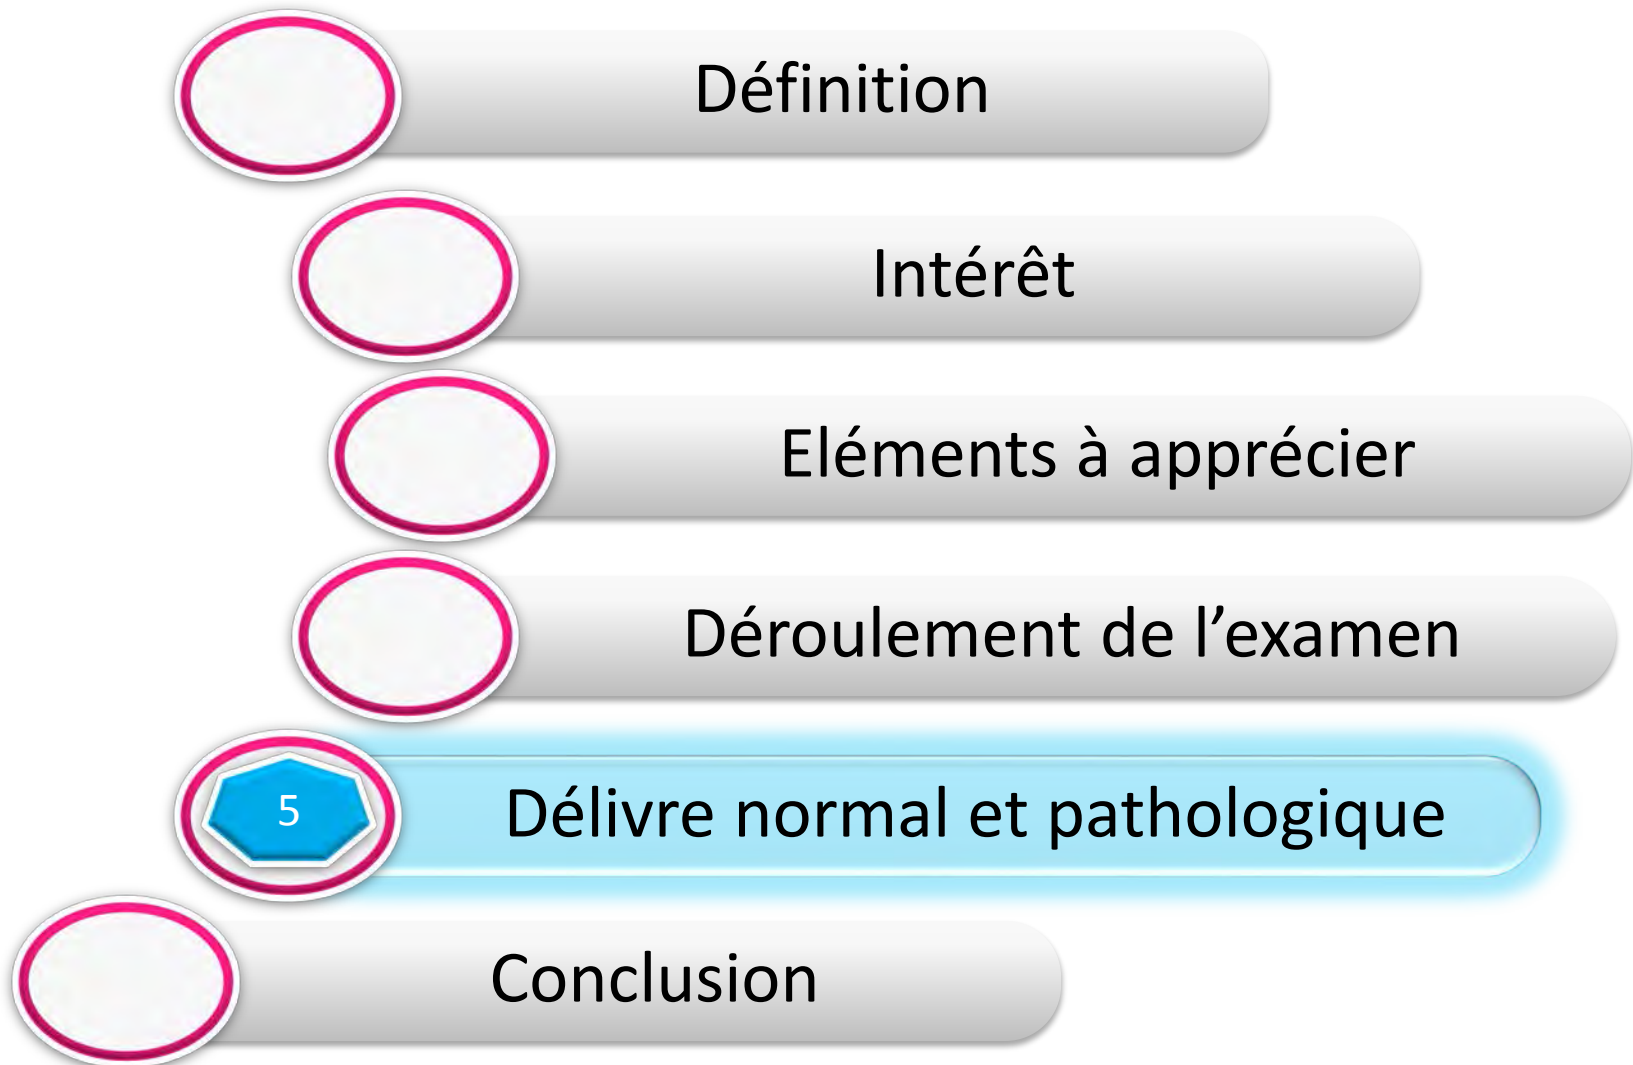 Définition
Intérêt
Eléments à apprécier
Déroulement de l’examen
5 Délivre normal et pathologique
Conclusion